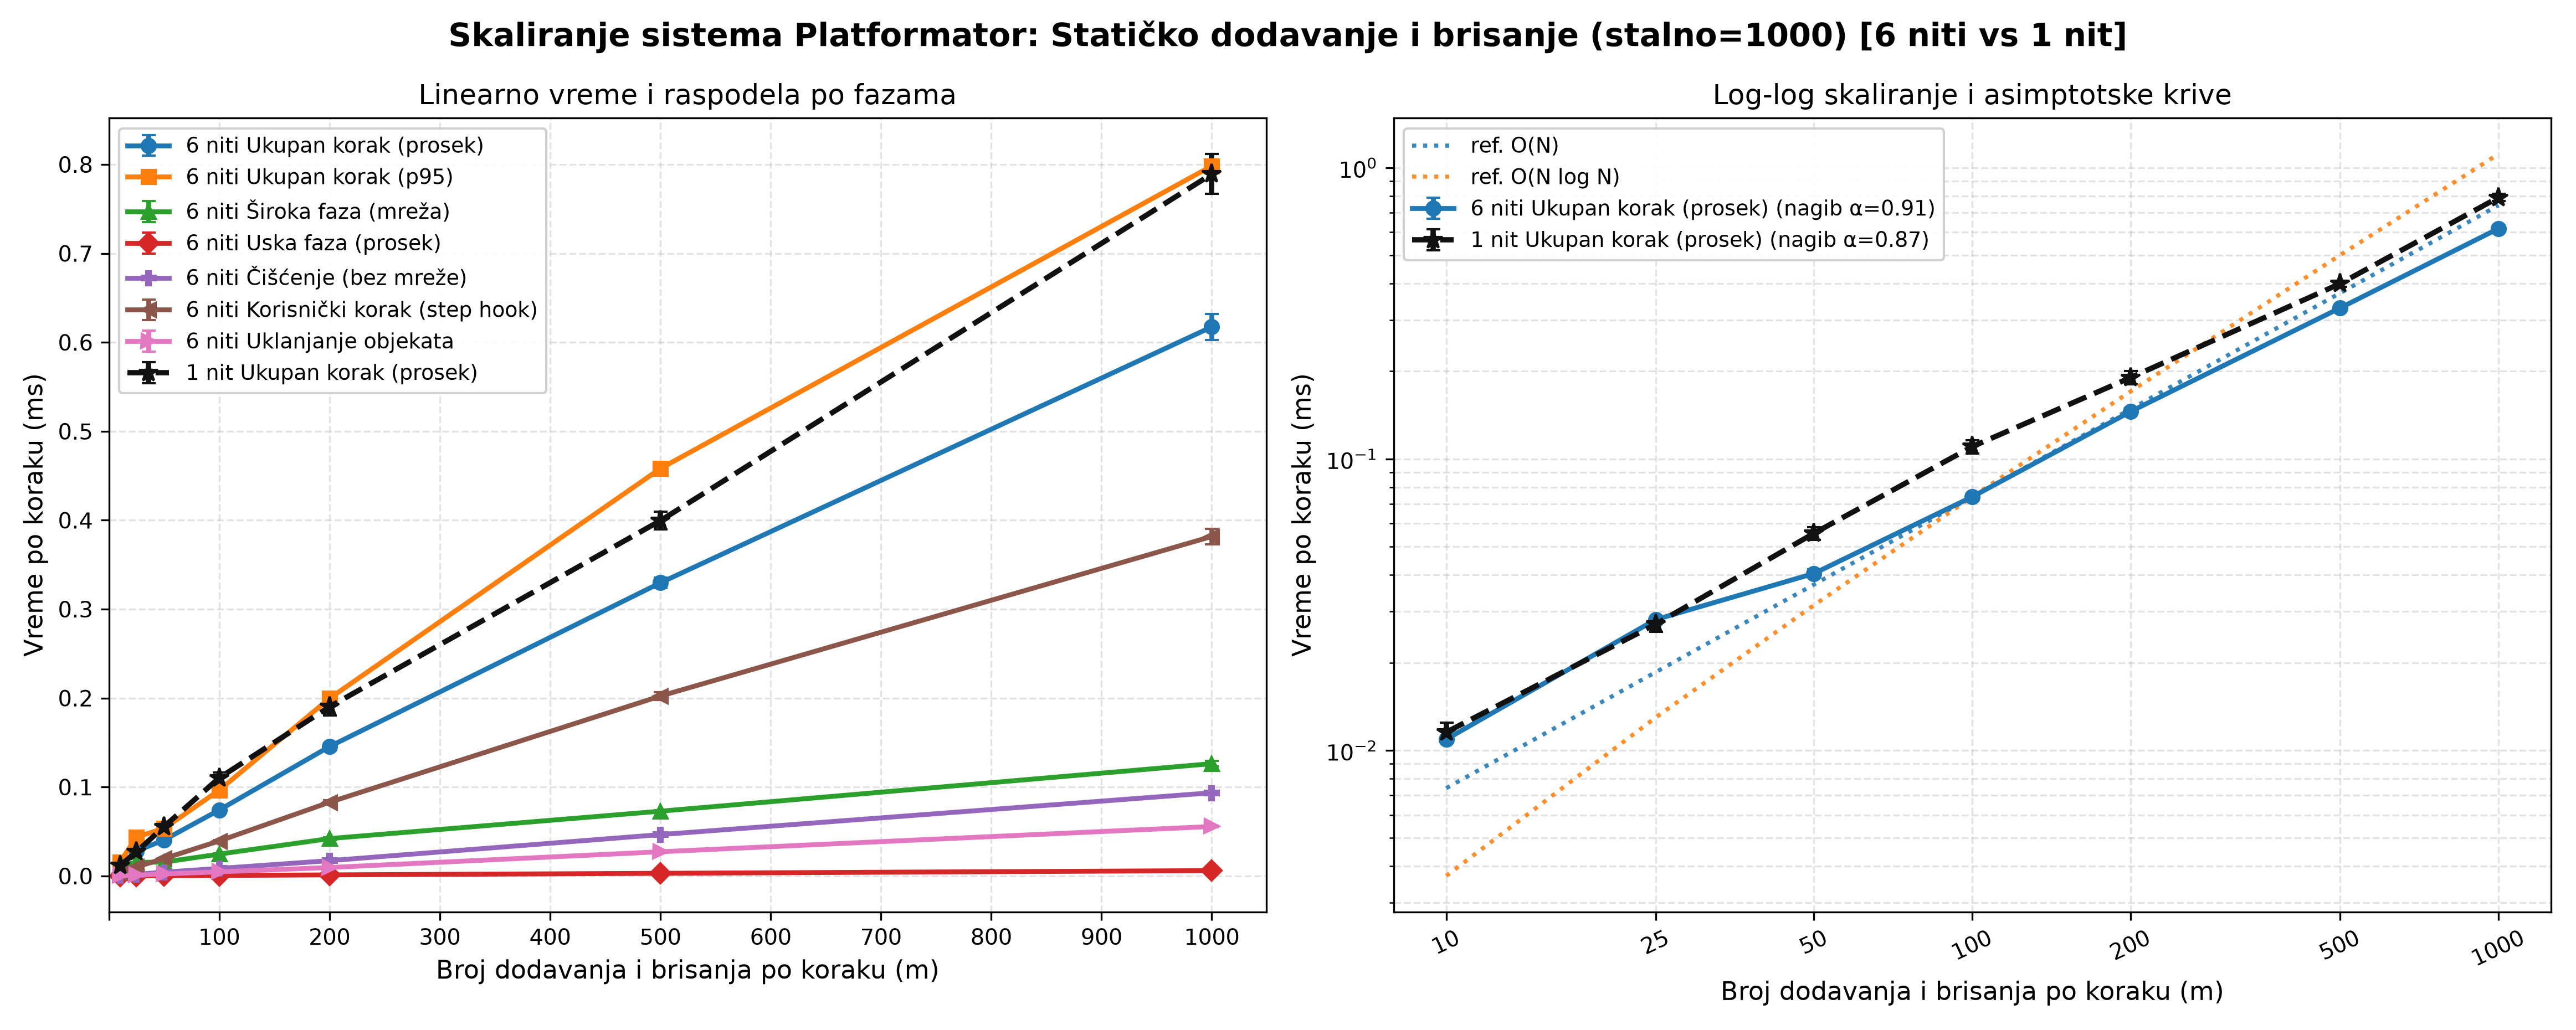 Skaliranje sistema Platformator: Statičko dodavanje i brisanje (stalno=1000) [6 niti vs 1 nit]
Linearno vreme i raspodela po fazama
6 niti Ukupan korak (prosek)
6 niti Ukupan korak (p95)
6 niti Široka faza (mreža)
6 niti Uska faza (prosek)
6 niti Čišćenje (bez mreže)
6 niti Korisnički korak (step hook)
6 niti Uklanjanje objekata
1 nit Ukupan korak (prosek)
Vreme po koraku (ms)
0.8
0.7
0.6
0.5
0.4
0.3
0.2
0.1
0.0
100 200 300 400 500 600 700 800 900 1000
Broj dodavanja i brisanja po koraku (m)
Log-log skaliranje i asimptotske krive
ref. O(N)
ref. O(N log N)
6 niti Ukupan korak (prosek) (nagib α=0.91)
1 nit Ukupan korak (prosek) (nagib α=0.87)
Vreme po koraku (ms)
10⁰
10⁻¹
10⁻²
10 25 50 100 200 500 1000
Broj dodavanja i brisanja po koraku (m)